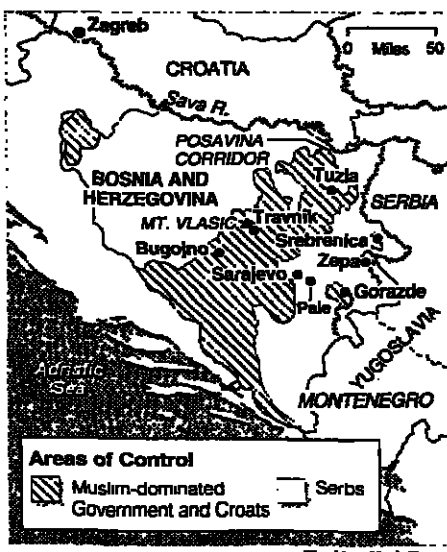 Zagreb
0 Miles 50
CROATIA
Sava R.
POSAVINA
CORRIDOR
BOSNIA AND
HERZEGOVINA
Tuzla
SERBIA
MT. VLASIC
Travnik
Srebrenica
Bugojno
Zepa
Sarajevo
Gorazde
Pale
YUGOSLAVIA
Adriatic
Sea
MONTENEGRO
Areas of Control
Muslim-dominated
Government and Croats
Serbs